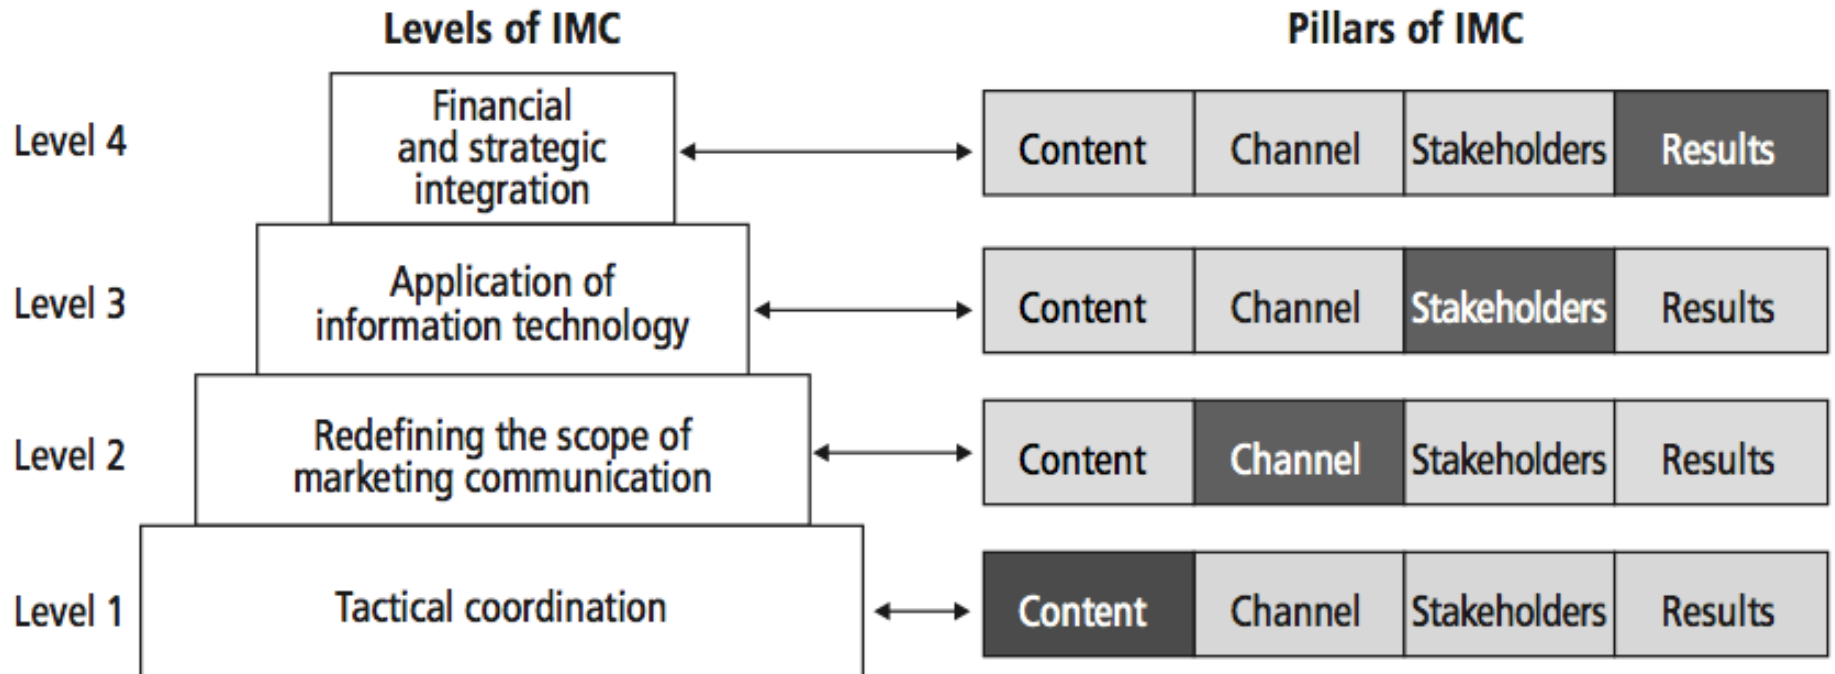 Levels of IMC
Pillars of IMC
Level 4
Financial
and strategic
integration
Content
Channel
Stakeholders
Results
Level 3
Application of
information technology
Content
Channel
Stakeholders
Results
Level 2
Redefining the scope of
marketing communication
Content
Channel
Stakeholders
Results
Level 1
Tactical coordination
Content
Channel
Stakeholders
Results